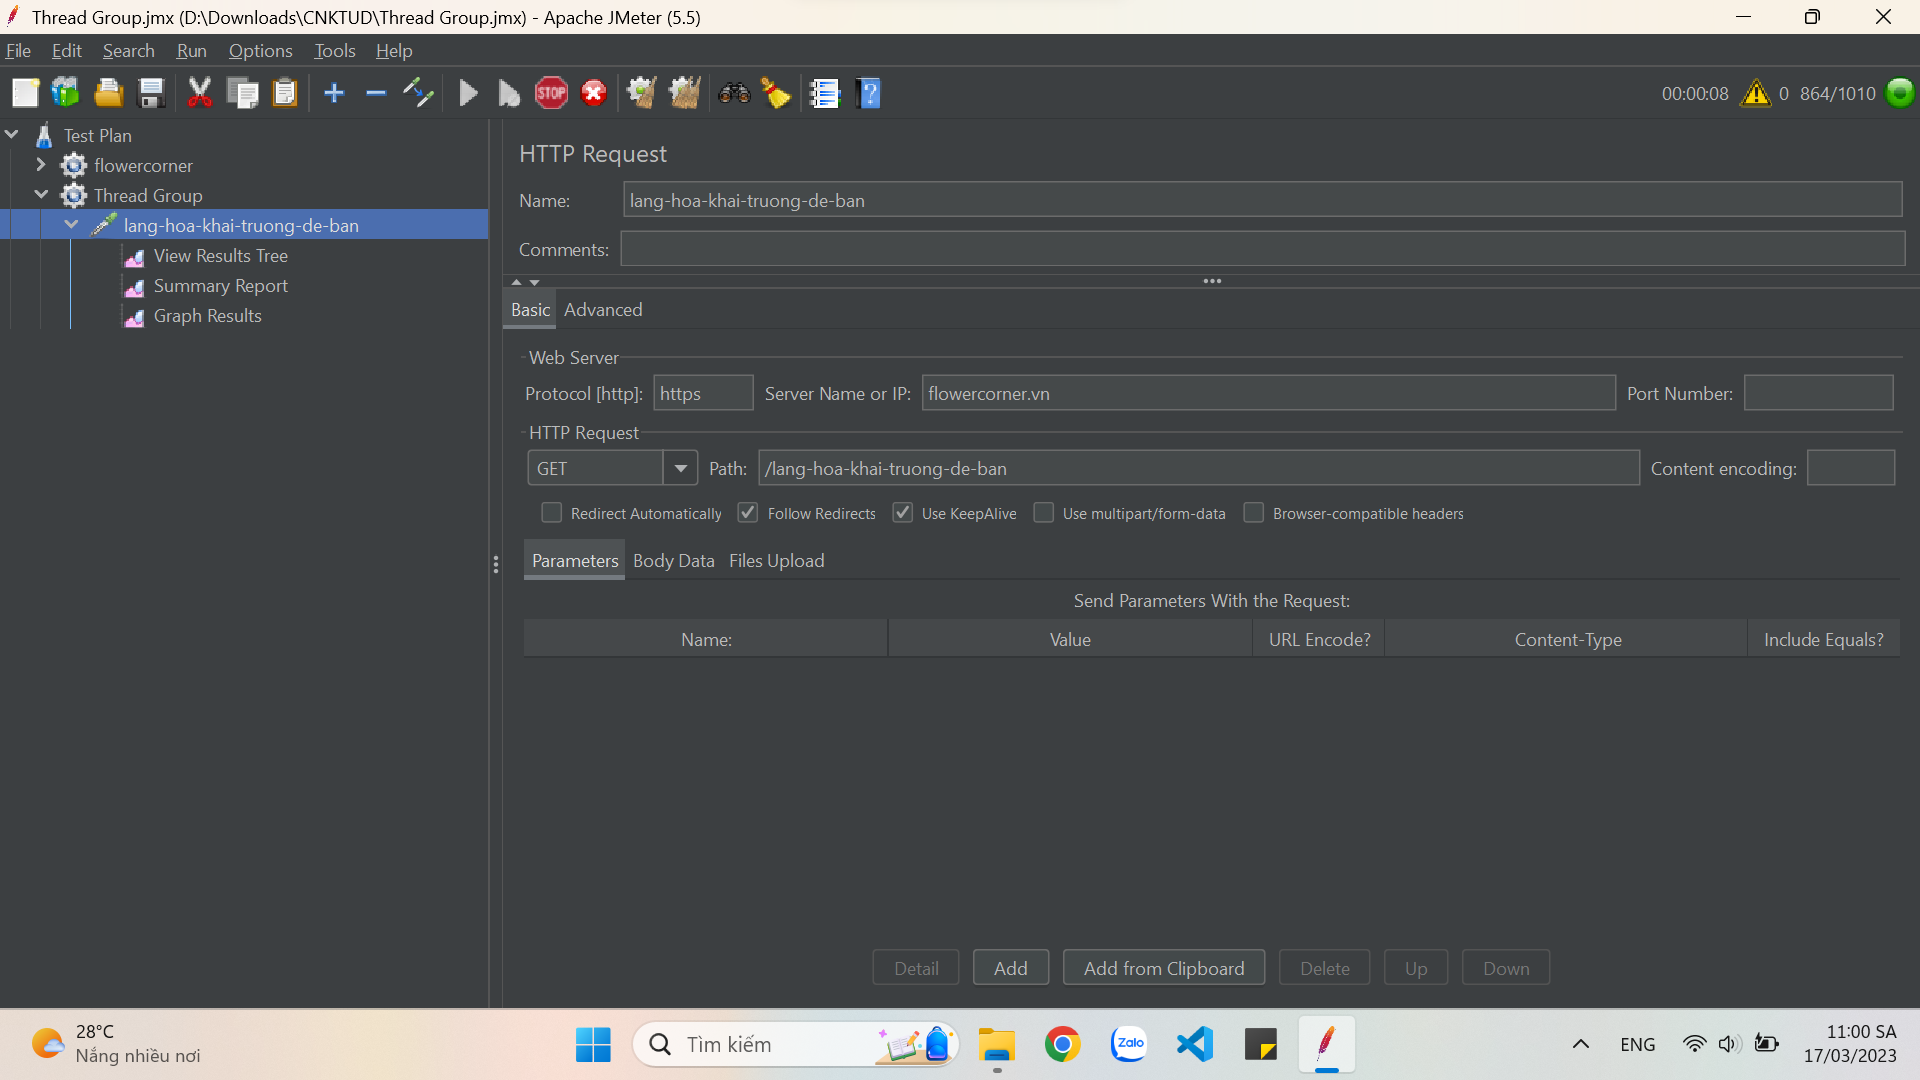 Thread Group.jmx (D:\Downloads\CNKTUD\Thread Group.jmx) - Apache JMeter (5.5)
File Edit Search Run Options Tools Help
STOP ? 00:00:08 0 864/1010
Test Plan
flowercorner
Thread Group
lang-hoa-khai-truong-de-ban
View Results Tree
Summary Report
Graph Results
HTTP Request
Name: lang-hoa-khai-truong-de-ban
Comments:
Basic Advanced
Web Server
Protocol [http]: https Server Name or IP: flowercorner.vn Port Number:
HTTP Request
GET Path: /lang-hoa-khai-truong-de-ban Content encoding:
Redirect Automatically Follow Redirects Use KeepAlive Use multipart/form-data Browser-compatible headers
Parameters Body Data Files Upload
Send Parameters With the Request:
Name: Value URL Encode? Content-Type Include Equals?
Detail Add Add from Clipboard Delete Up Down
28°C
Nắng nhiều nơi
Tìm kiếm
Zalo
ENG
11:00 SA
17/03/2023